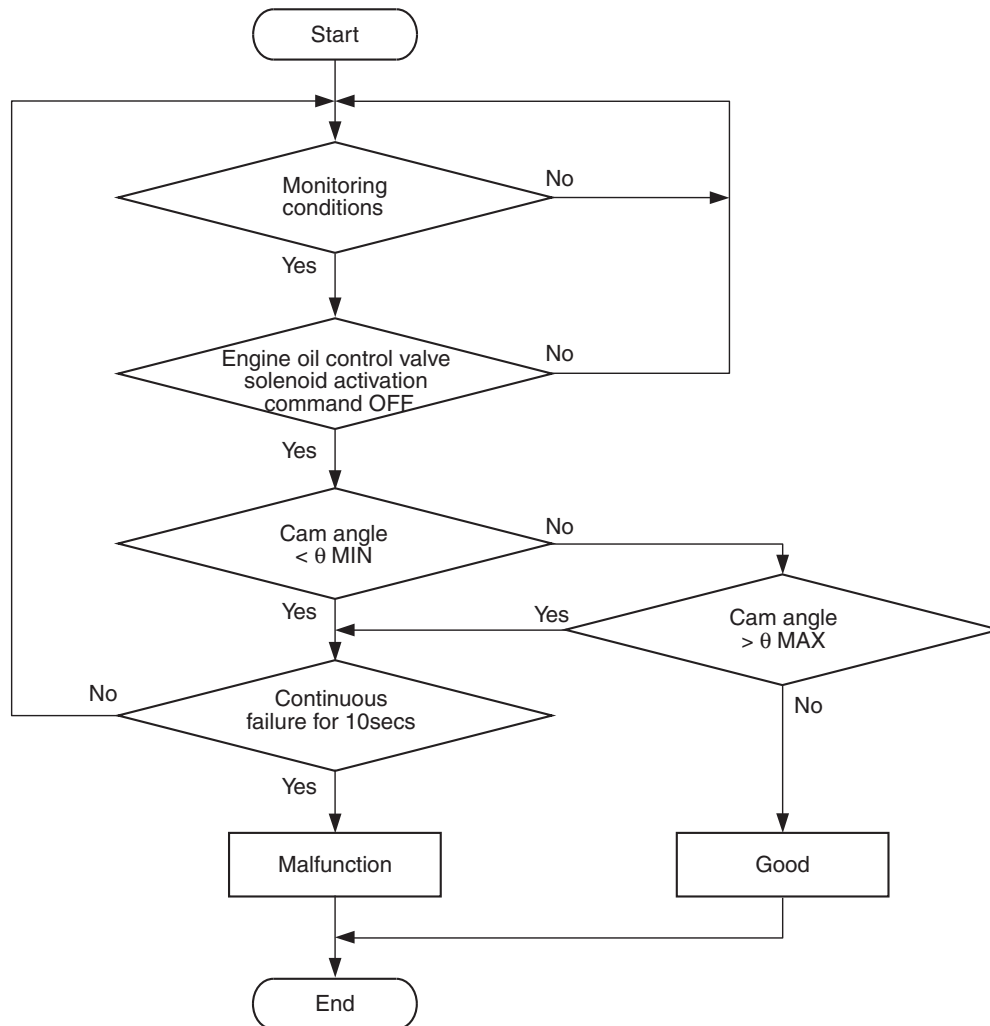 Start
Monitoring
conditions
No
Yes
Engine oil control valve
solenoid activation
command OFF
No
Yes
Cam angle
< θ MIN
No
Yes
Cam angle
> θ MAX
Yes
No
Continuous
failure for 10secs
No
Yes
Malfunction
Good
End